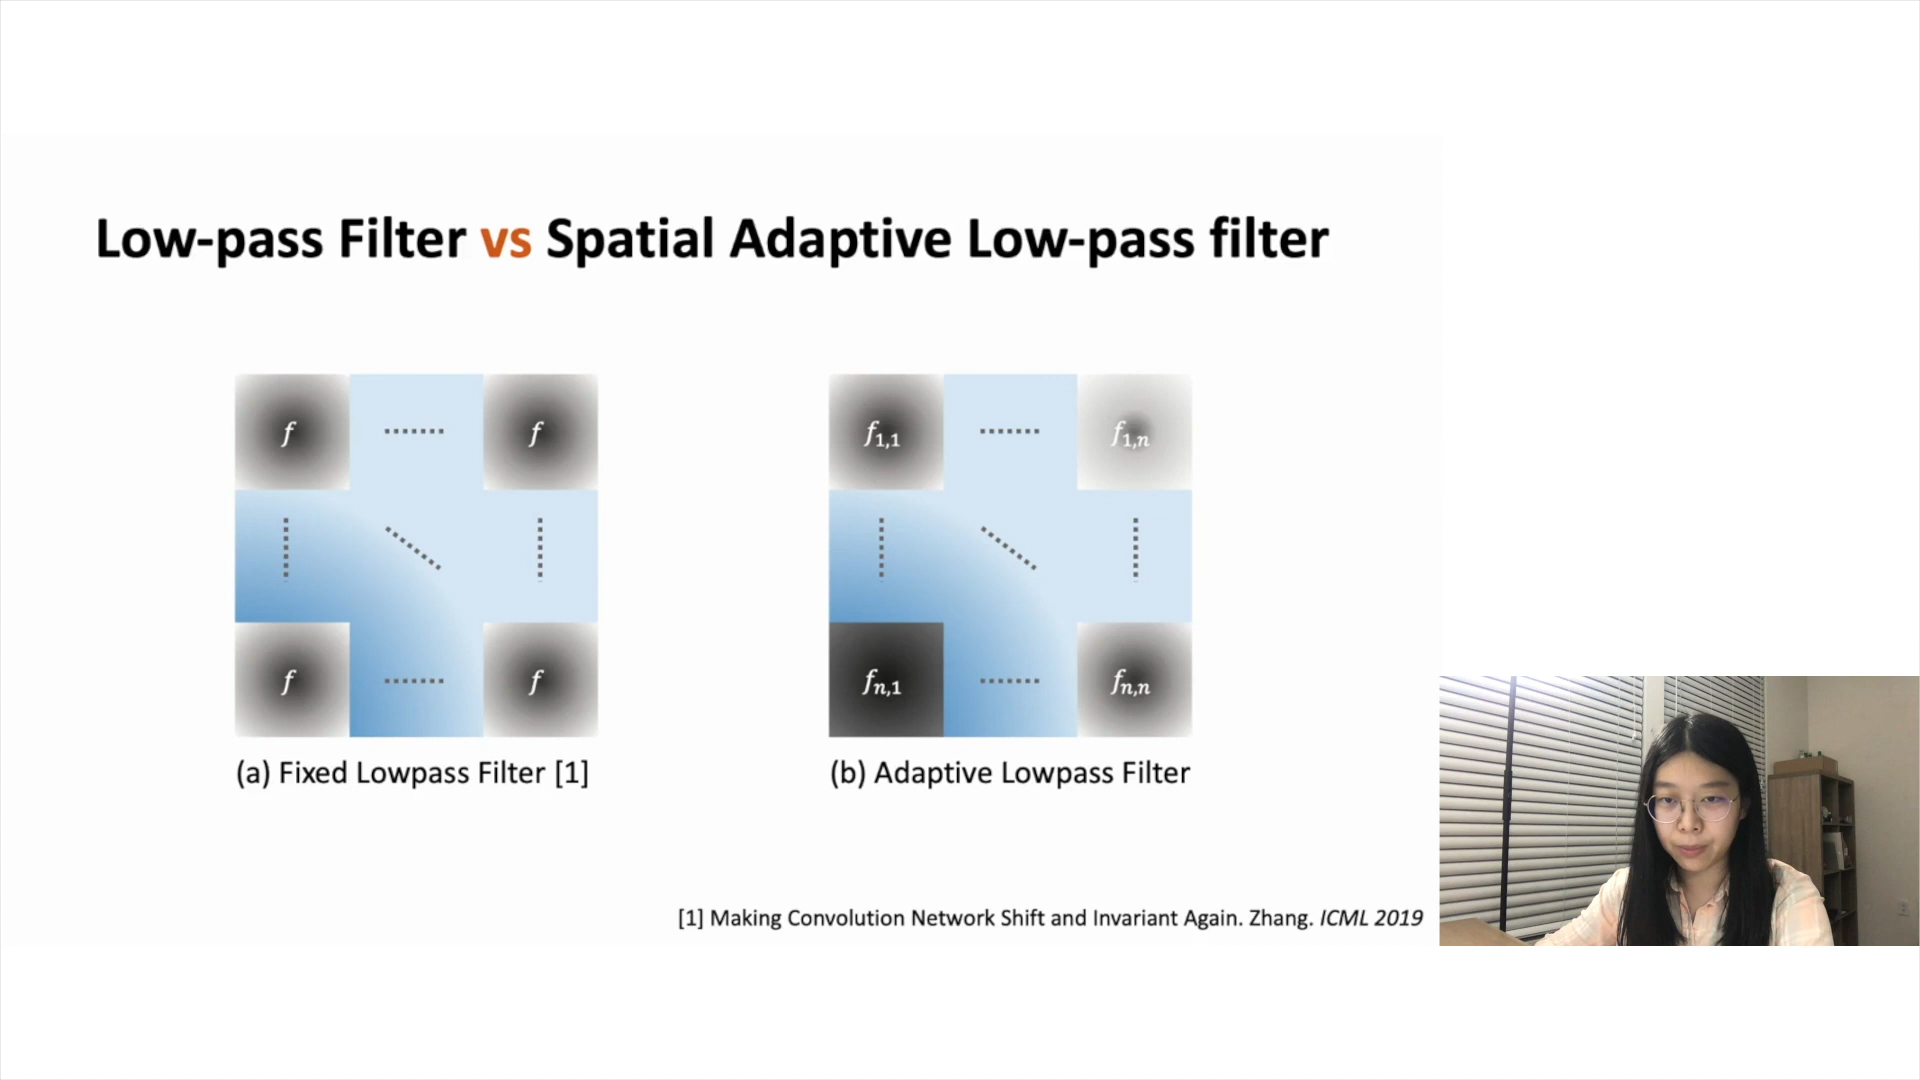 Low-pass Filter vs Spatial Adaptive Low-pass filter
f f f₁,₁ f₁,ₙ
f f fₙ,₁ fₙ,ₙ
(a) Fixed Lowpass Filter [1]
(b) Adaptive Lowpass Filter
[1] Making Convolution Network Shift and Invariant Again. Zhang. ICML 2019